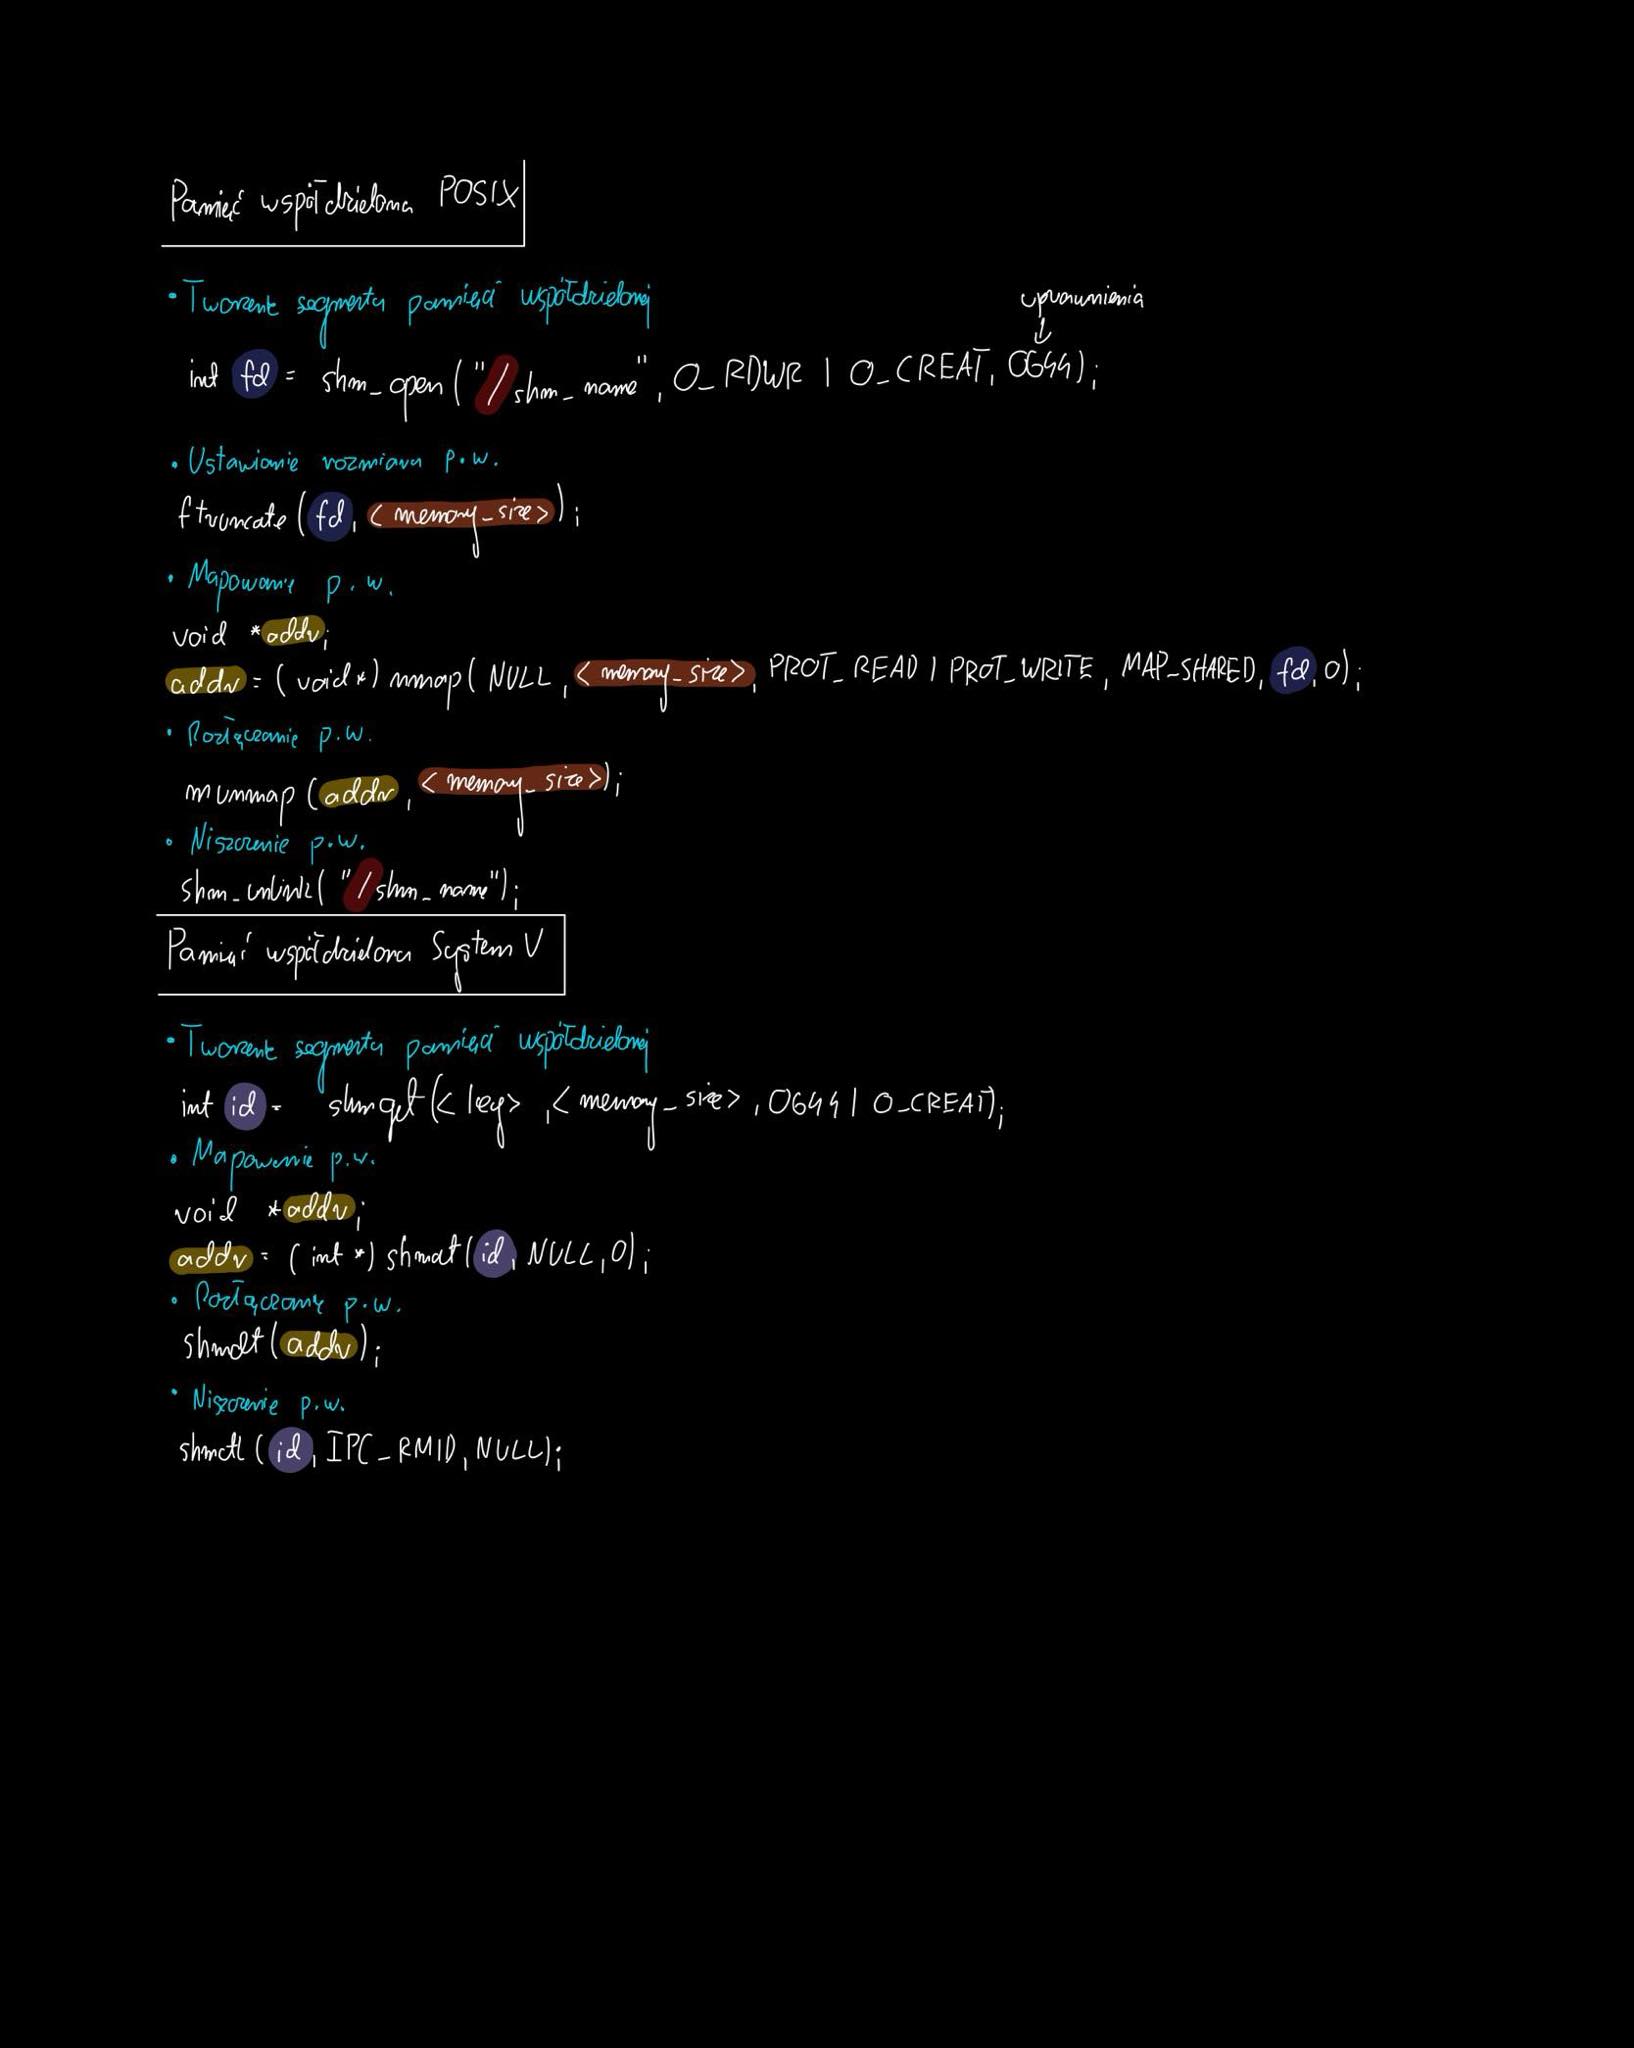 Pamięć współdzielona POSIX
• Tworzenie segmentu pamięci współdzielonej
uprawnienia
↓
int fd = shm_open("/shm_name", O_RDWR | O_CREAT, 0644);
• Ustawianie rozmiaru p.w.
ftruncate(fd, <memory_size>);
• Mapowanie p.w.
void *addr;
addr = (void*) mmap(NULL, <memory_size>, PROT_READ | PROT_WRITE, MAP_SHARED, fd, 0);
• Rozłączanie p.w.
munmap(addr, <memory_size>);
• Niszczenie p.w.
shm_unlink("/shm_name");
Pamięć współdzielona System V
• Tworzenie segmentu pamięci współdzielonej
int id = shmget(<key>, <memory_size>, 0644 | O_CREAT);
• Mapowanie p.w.
void *addr;
addr = (int*) shmat(id, NULL, 0);
• Rozłączanie p.w.
shmdt(addr);
• Niszczenie p.w.
shmctl(id, IPC_RMID, NULL);